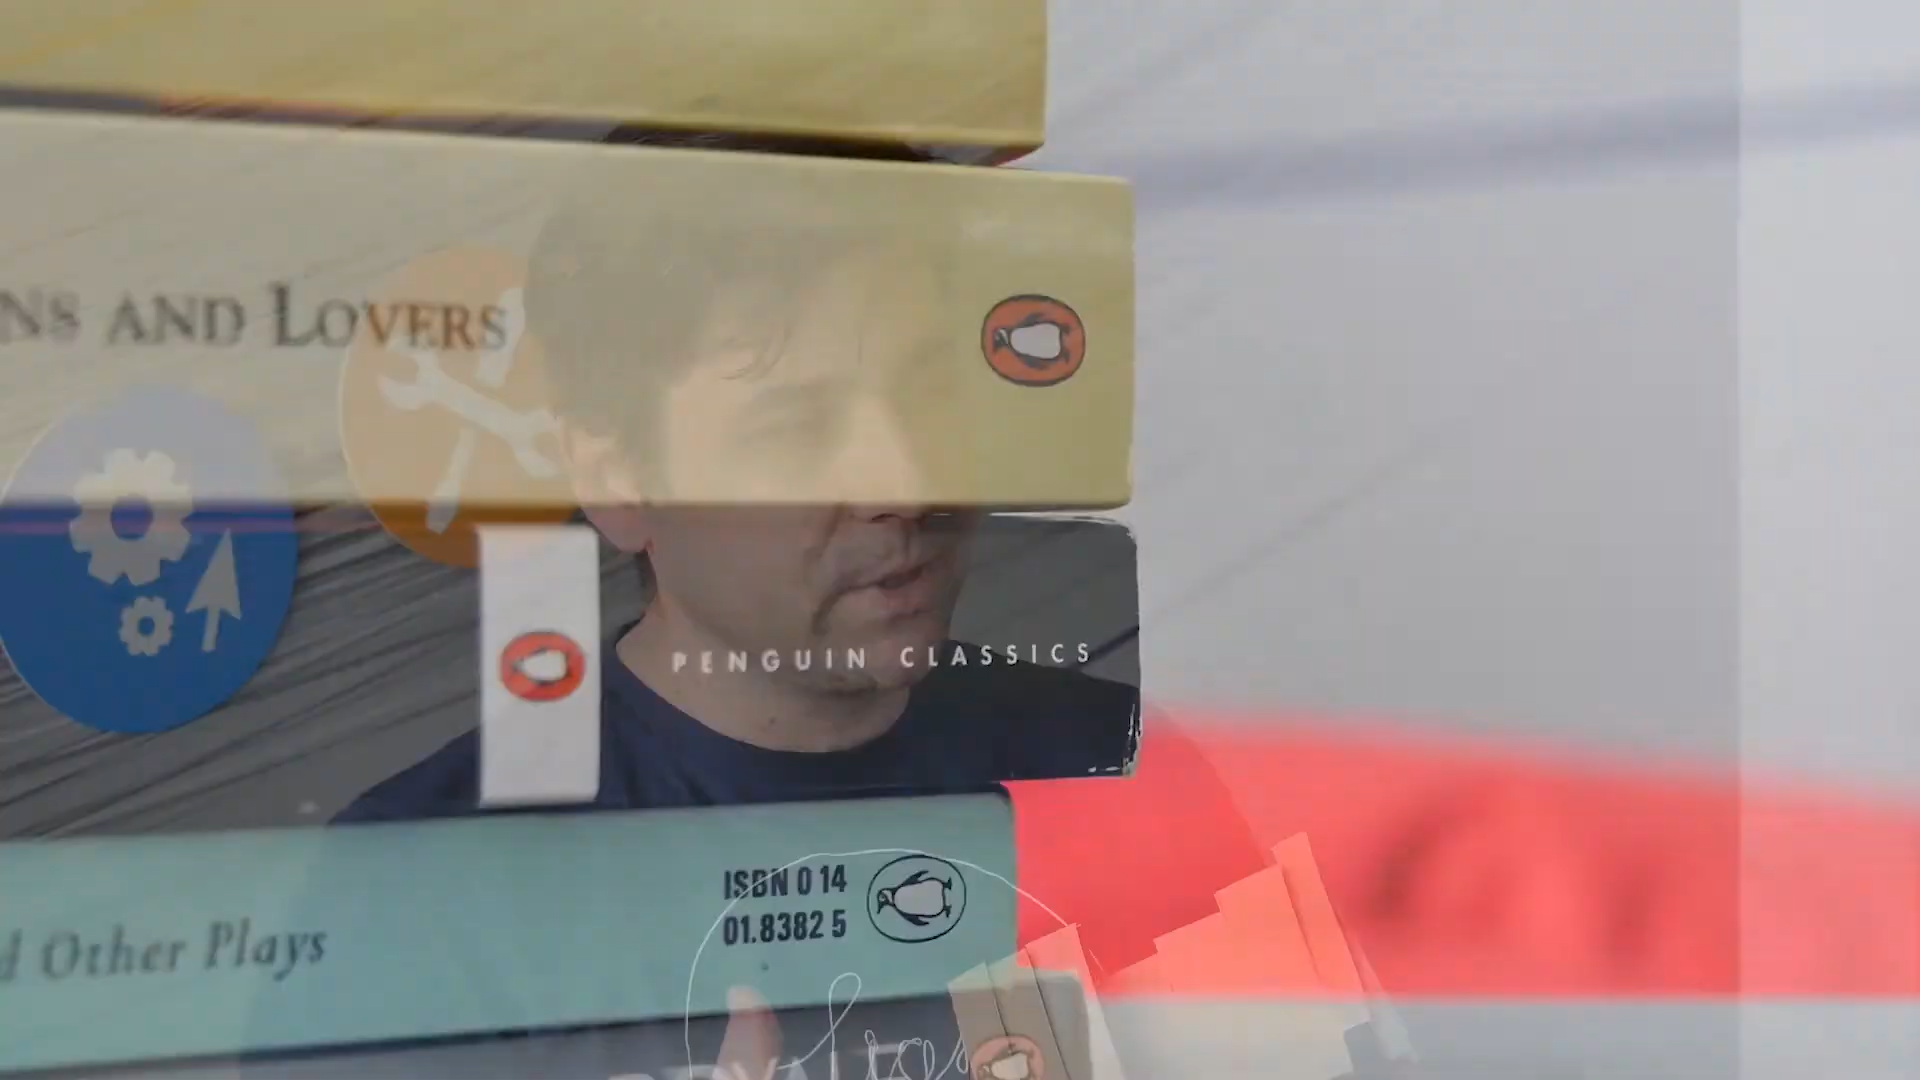 NS AND LOVERS
PENGUIN CLASSICS
ISBN 0 14
01.8382 5
d Other Plays